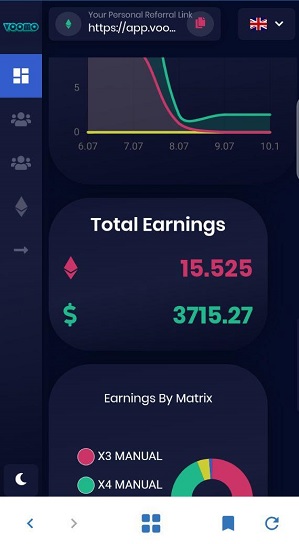 VOOMO
Your Personal Referral Link
https://app.voo...
5
0
6.07 7.07 8.07 9.07 10.1
Total Earnings
15.525
$ 3715.27
Earnings By Matrix
X3 MANUAL
X4 MANUAL